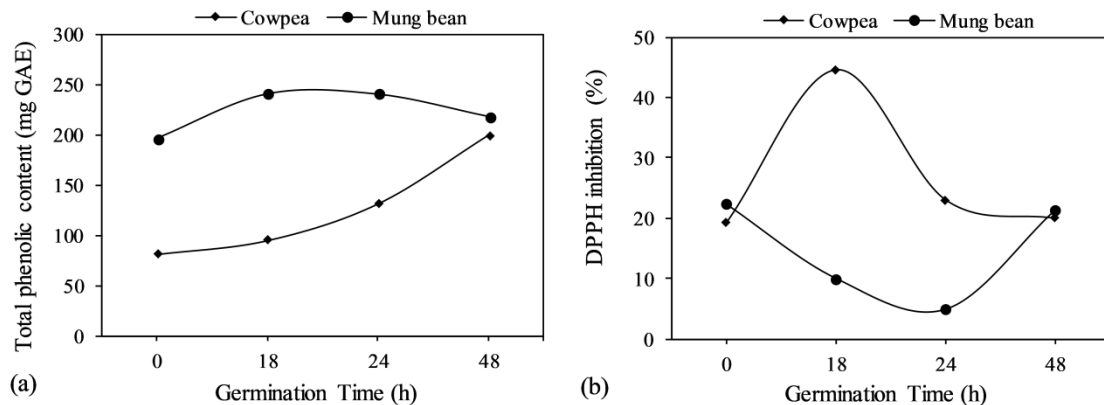 Cowpea Mung bean
Total phenolic content (mg GAE)
300
250
200
150
100
50
0
0 18 24 48
Germination Time (h)
(a)
Cowpea Mung bean
DPPH inhibition (%)
50
40
30
20
10
0
0 18 24 48
Germination Time (h)
(b)